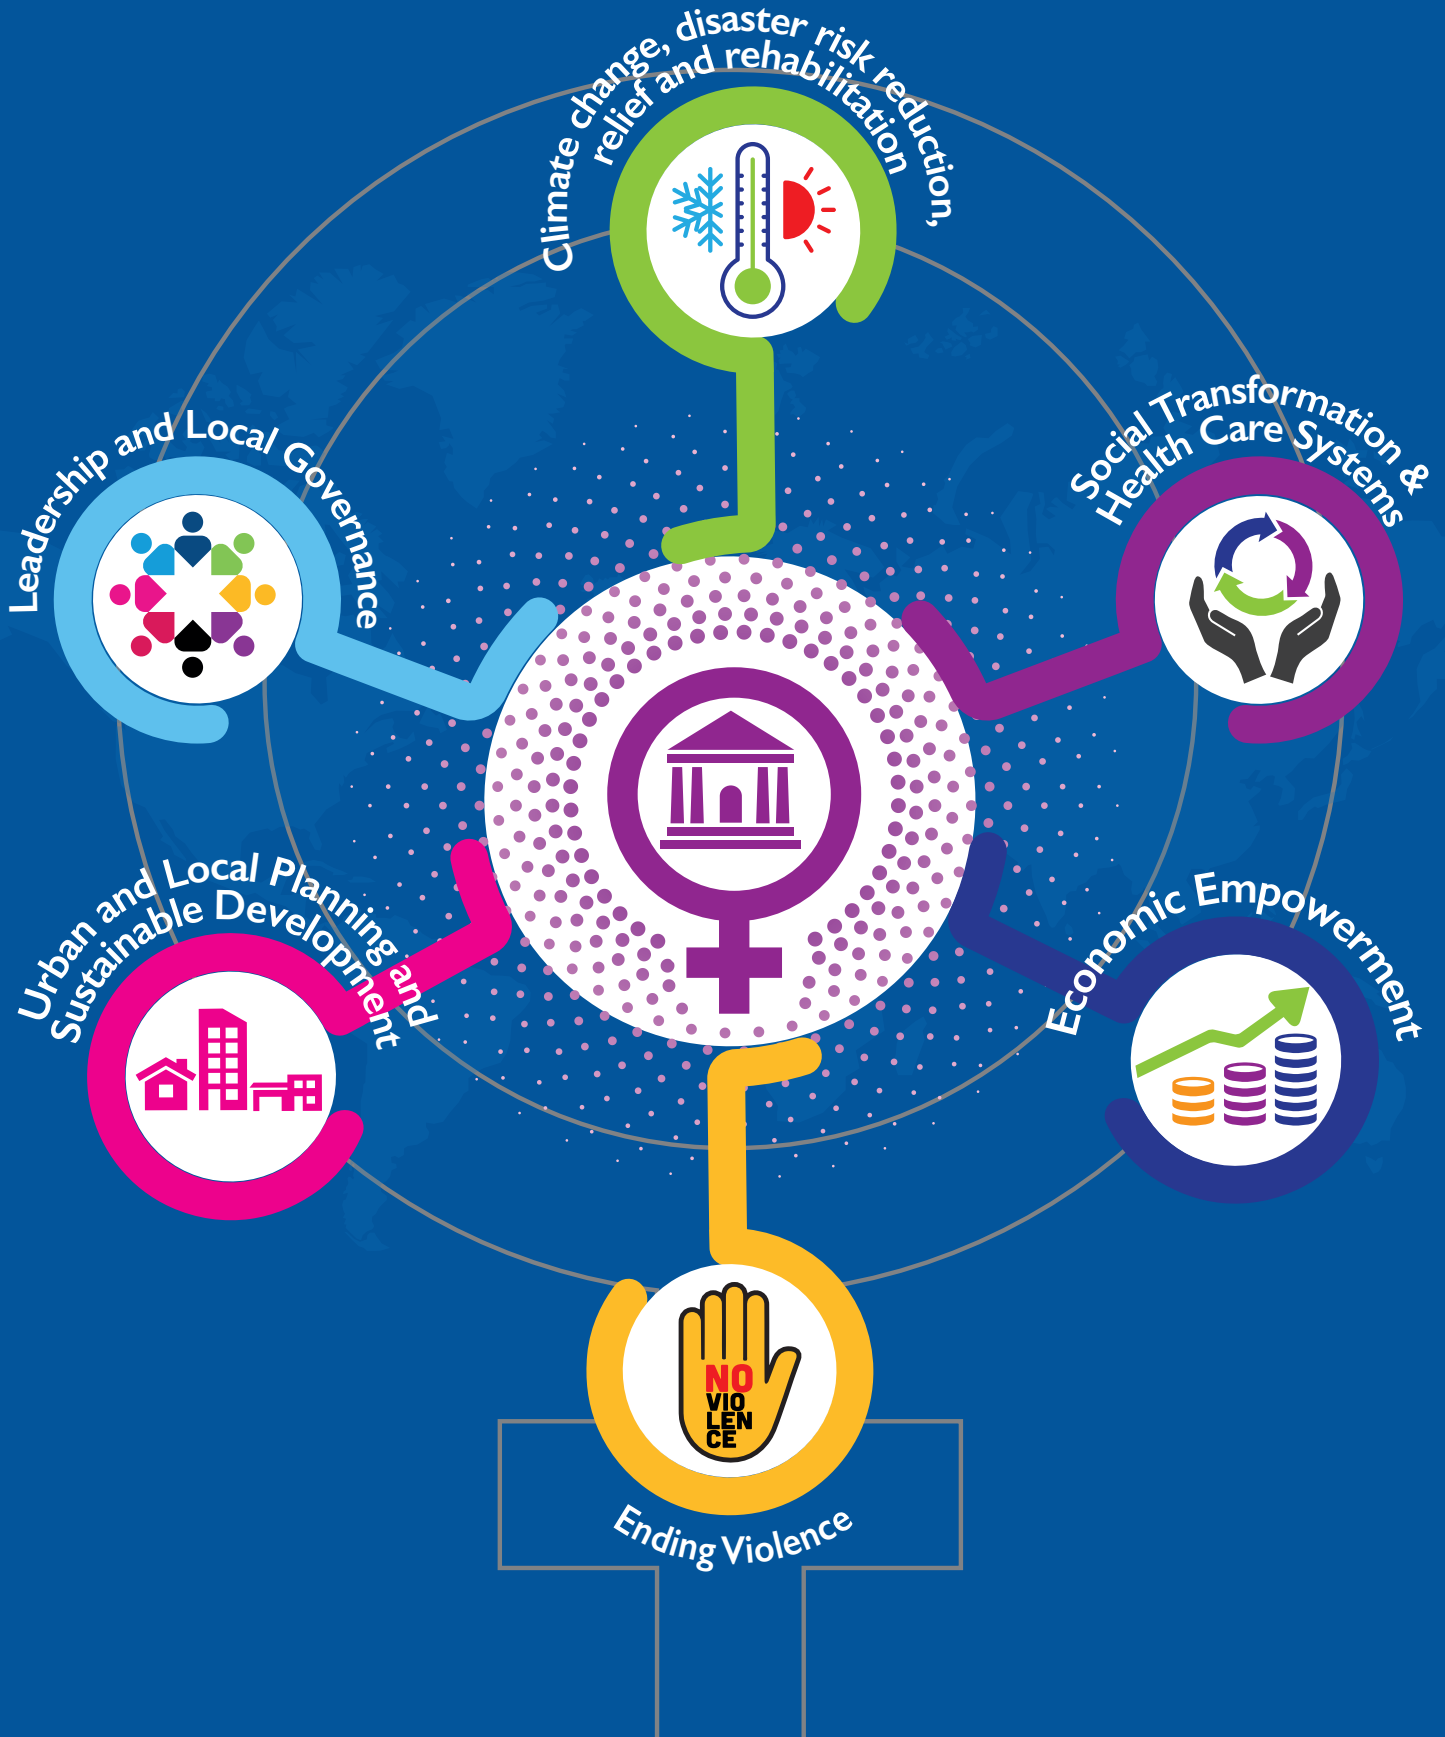 Climate change, disaster risk reduction,
relief and rehabilitation
Leadership and Local Governance
Social Transformation &
Health Care Systems
Urban and Local Planning and
Sustainable Development
Economic Empowerment
NO
VIO
LEN
CE
Ending Violence